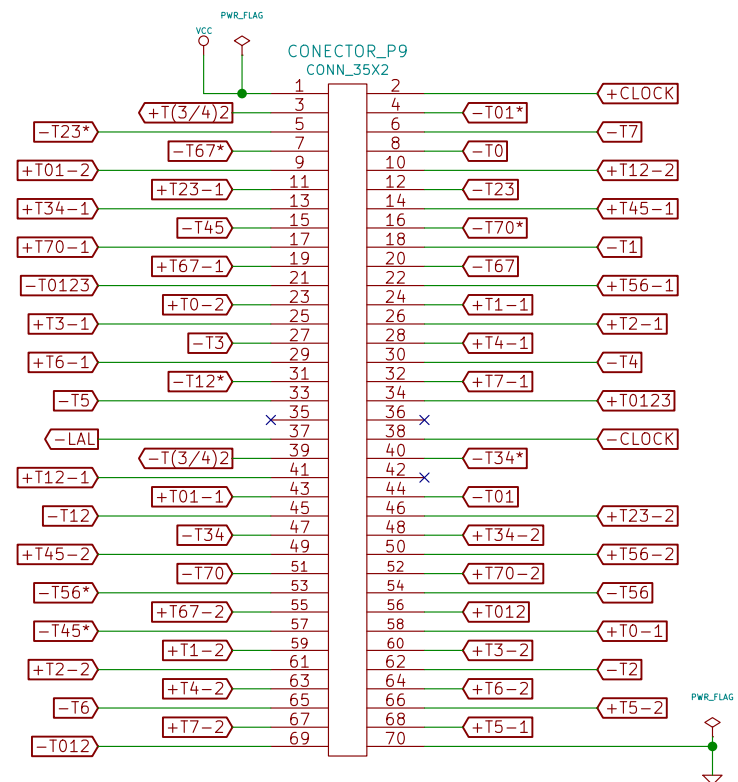 PWR_FLAG
VCC
CONECTOR_P9
CONN_35X2
1 2 +CLOCK
+T(3/4)2 3 4 -T01*
-T23* 5 6 -T7
-T67* 7 8 -T0
+T01-2 9 10 +T12-2
+T23-1 11 12 -T23
+T34-1 13 14 +T45-1
-T45 15 16 -T70*
+T70-1 17 18 -T1
+T67-1 19 20 -T67
-T0123 21 22 +T56-1
+T0-2 23 24 +T1-1
+T3-1 25 26 +T2-1
-T3 27 28 +T4-1
+T6-1 29 30 -T4
-T12* 31 32 +T7-1
-T5 33 34 +T0123
35 36
-LAL 37 38 -CLOCK
-T(3/4)2 39 40 -T34*
+T12-1 41 42
+T01-1 43 44 -T01
-T12 45 46 +T23-2
-T34 47 48 +T34-2
+T45-2 49 50 +T56-2
-T70 51 52 +T70-2
-T56* 53 54 -T56
+T67-2 55 56 +T012
-T45* 57 58 +T0-1
+T1-2 59 60 +T3-2
+T2-2 61 62 -T2
+T4-2 63 64 +T6-2
-T6 65 66 +T5-2
PWR_FLAG
+T7-2 67 68 +T5-1
-T012 69 70